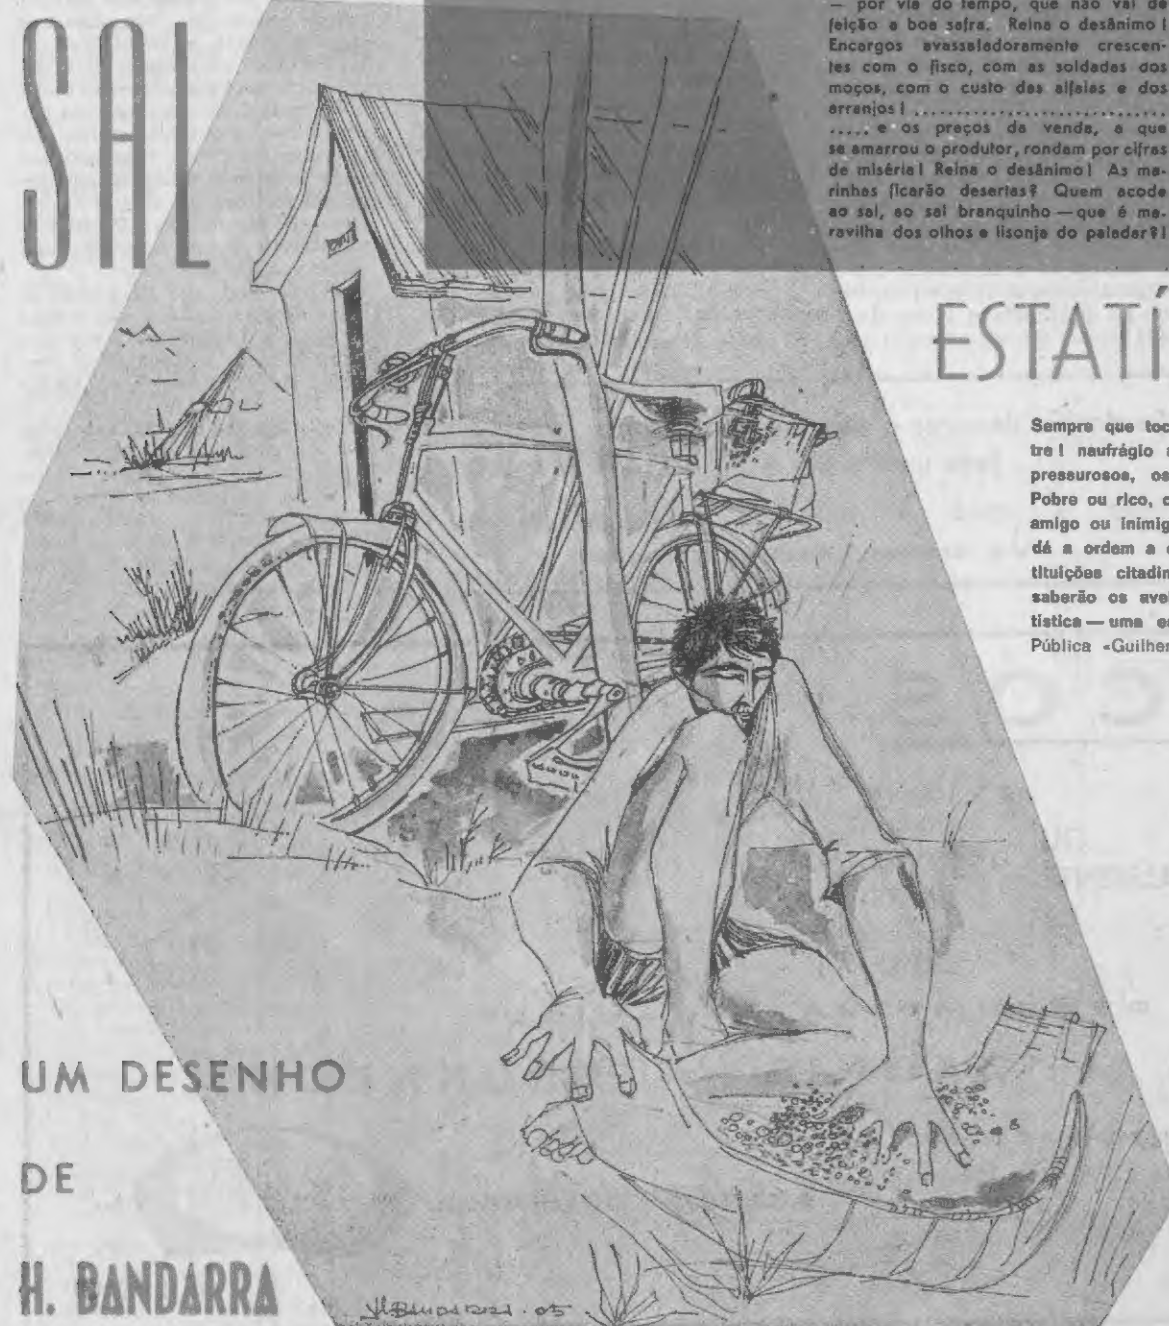 SAL
— por via do tempo, que não vai de
feição a boa safra. Reina o desânimo!
Encargos avassaladoramente crescen-
tes com o fisco, com as soldadas dos
moços, com o custo das alfaias e dos
arranjos! ..............................
..... e os preços da venda, a que
se amarrou o produtor, rondam por cifras
de miséria! Reina o desânimo! As ma-
rinhas ficarão desertas? Quem acode
ao sal, ao sal branquinho — que é ma-
ravilha dos olhos e lisonja do paladar?!
ESTATÍ
Sempre que toc
tre! naufrágio
pressurosos, os
Pobre ou rico,
amigo ou inimig
dá a ordem a
tituições citadin
saberão os ave
tística — uma
Pública «Guilher
UM DESENHO
DE
H. BANDARRA